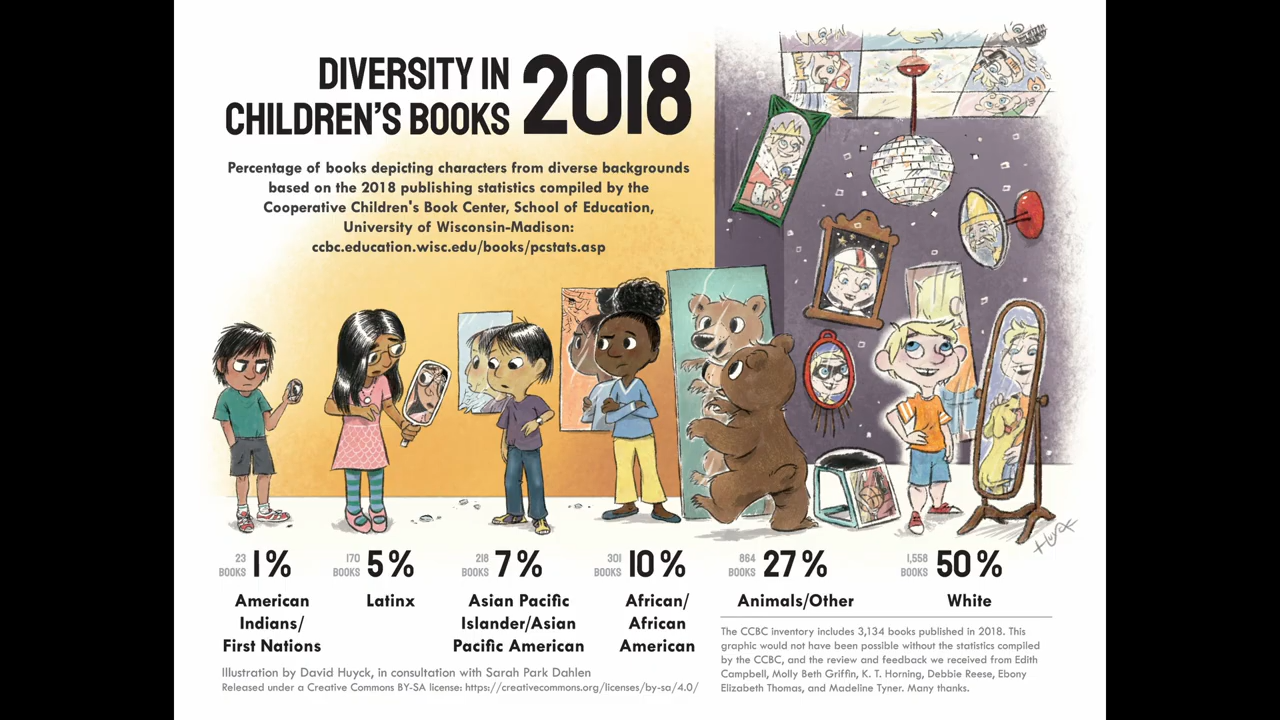 DIVERSITY IN
CHILDREN'S BOOKS
2018
Percentage of books depicting characters from diverse backgrounds
based on the 2018 publishing statistics compiled by the
Cooperative Children's Book Center, School of Education,
University of Wisconsin-Madison:
ccbc.education.wisc.edu/books/pcstats.asp
Huyck
23 BOOKS 1%
American
Indians/
First Nations
170 BOOKS 5%
Latinx
218 BOOKS 7%
Asian Pacific
Islander/Asian
Pacific American
301 BOOKS 10%
African/
African
American
864 BOOKS 27%
Animals/Other
1,558 BOOKS 50%
White
Illustration by David Huyck, in consultation with Sarah Park Dahlen
Released under a Creative Commons BY-SA license: https://creativecommons.org/licenses/by-sa/4.0/
The CCBC inventory includes 3,134 books published in 2018. This
graphic would not have been possible without the statistics compiled
by the CCBC, and the review and feedback we received from Edith
Campbell, Molly Beth Griffin, K. T. Horning, Debbie Reese, Ebony
Elizabeth Thomas, and Madeline Tyner. Many thanks.